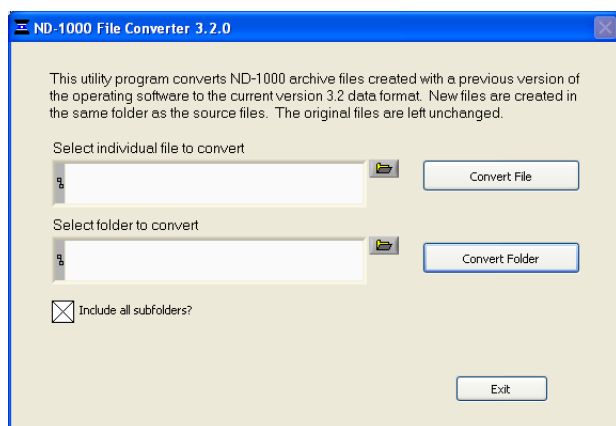 ND-1000 File Converter 3.2.0
This utility program converts ND-1000 archive files created with a previous version of
the operating software to the current version 3.2 data format.  New files are created in
the same folder as the source files.  The original files are left unchanged.
Select individual file to convert
Convert File
Select folder to convert
Convert Folder
Include all subfolders?
Exit